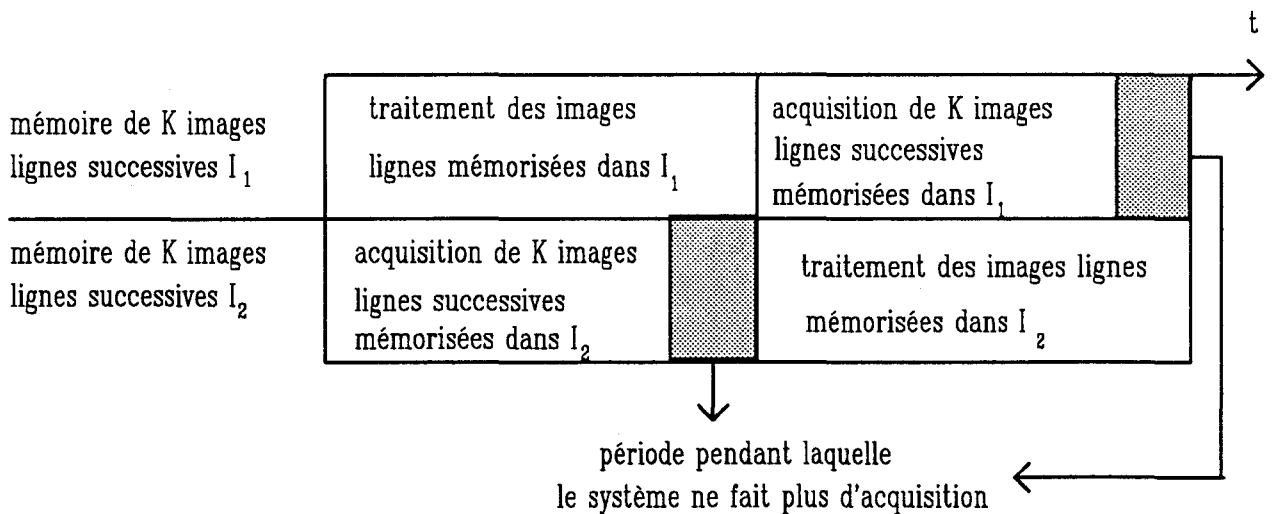 t
mémoire de K images
lignes successives I1
traitement des images
lignes mémorisées dans I1
acquisition de K images
lignes successives
mémorisées dans I1
mémoire de K images
lignes successives I2
acquisition de K images
lignes successives
mémorisées dans I2
traitement des images lignes
mémorisées dans I2
période pendant laquelle
le système ne fait plus d'acquisition